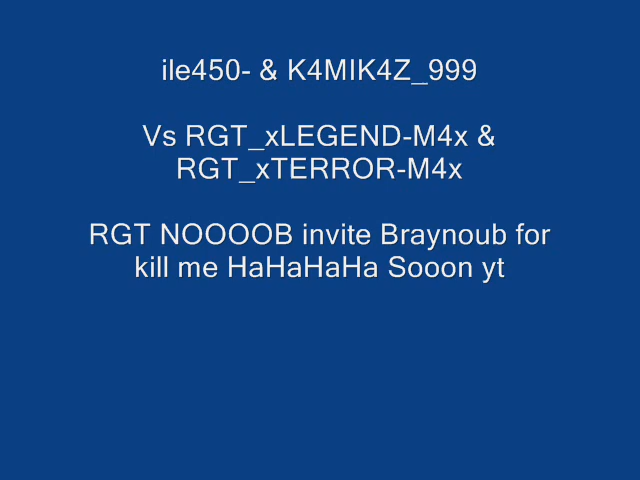 ile450- & K4MIK4Z_999
Vs RGT_xLEGEND-M4x &
RGT_xTERROR-M4x
RGT NOOOOB invite Braynoub for
kill me HaHaHaHa Sooon yt